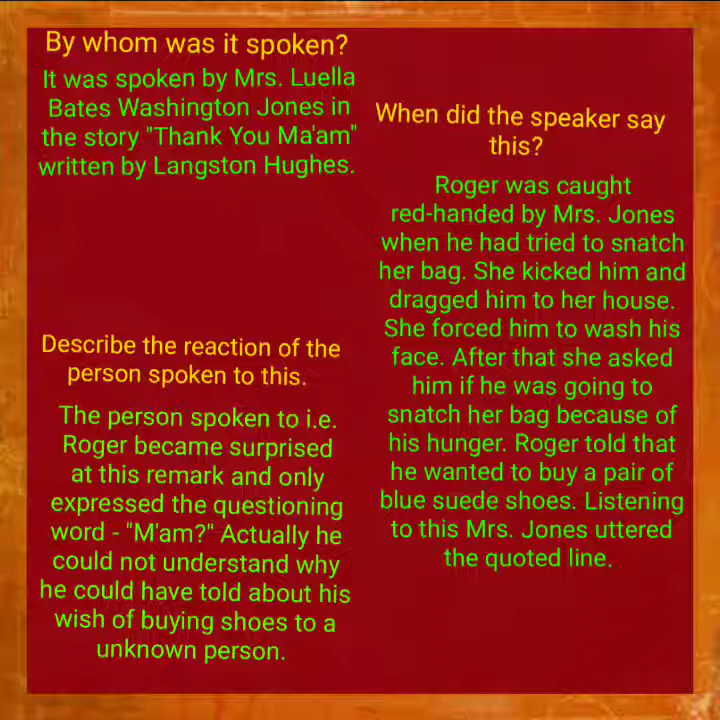 By whom was it spoken?
It was spoken by Mrs. Luella
Bates Washington Jones in
the story "Thank You Ma'am"
written by Langston Hughes.
Describe the reaction of the
person spoken to this.
The person spoken to i.e.
Roger became surprised
at this remark and only
expressed the questioning
word - "M'am?" Actually he
could not understand why
he could have told about his
wish of buying shoes to a
unknown person.
When did the speaker say
this?
Roger was caught
red-handed by Mrs. Jones
when he had tried to snatch
her bag. She kicked him and
dragged him to her house.
She forced him to wash his
face. After that she asked
him if he was going to
snatch her bag because of
his hunger. Roger told that
he wanted to buy a pair of
blue suede shoes. Listening
to this Mrs. Jones uttered
the quoted line.